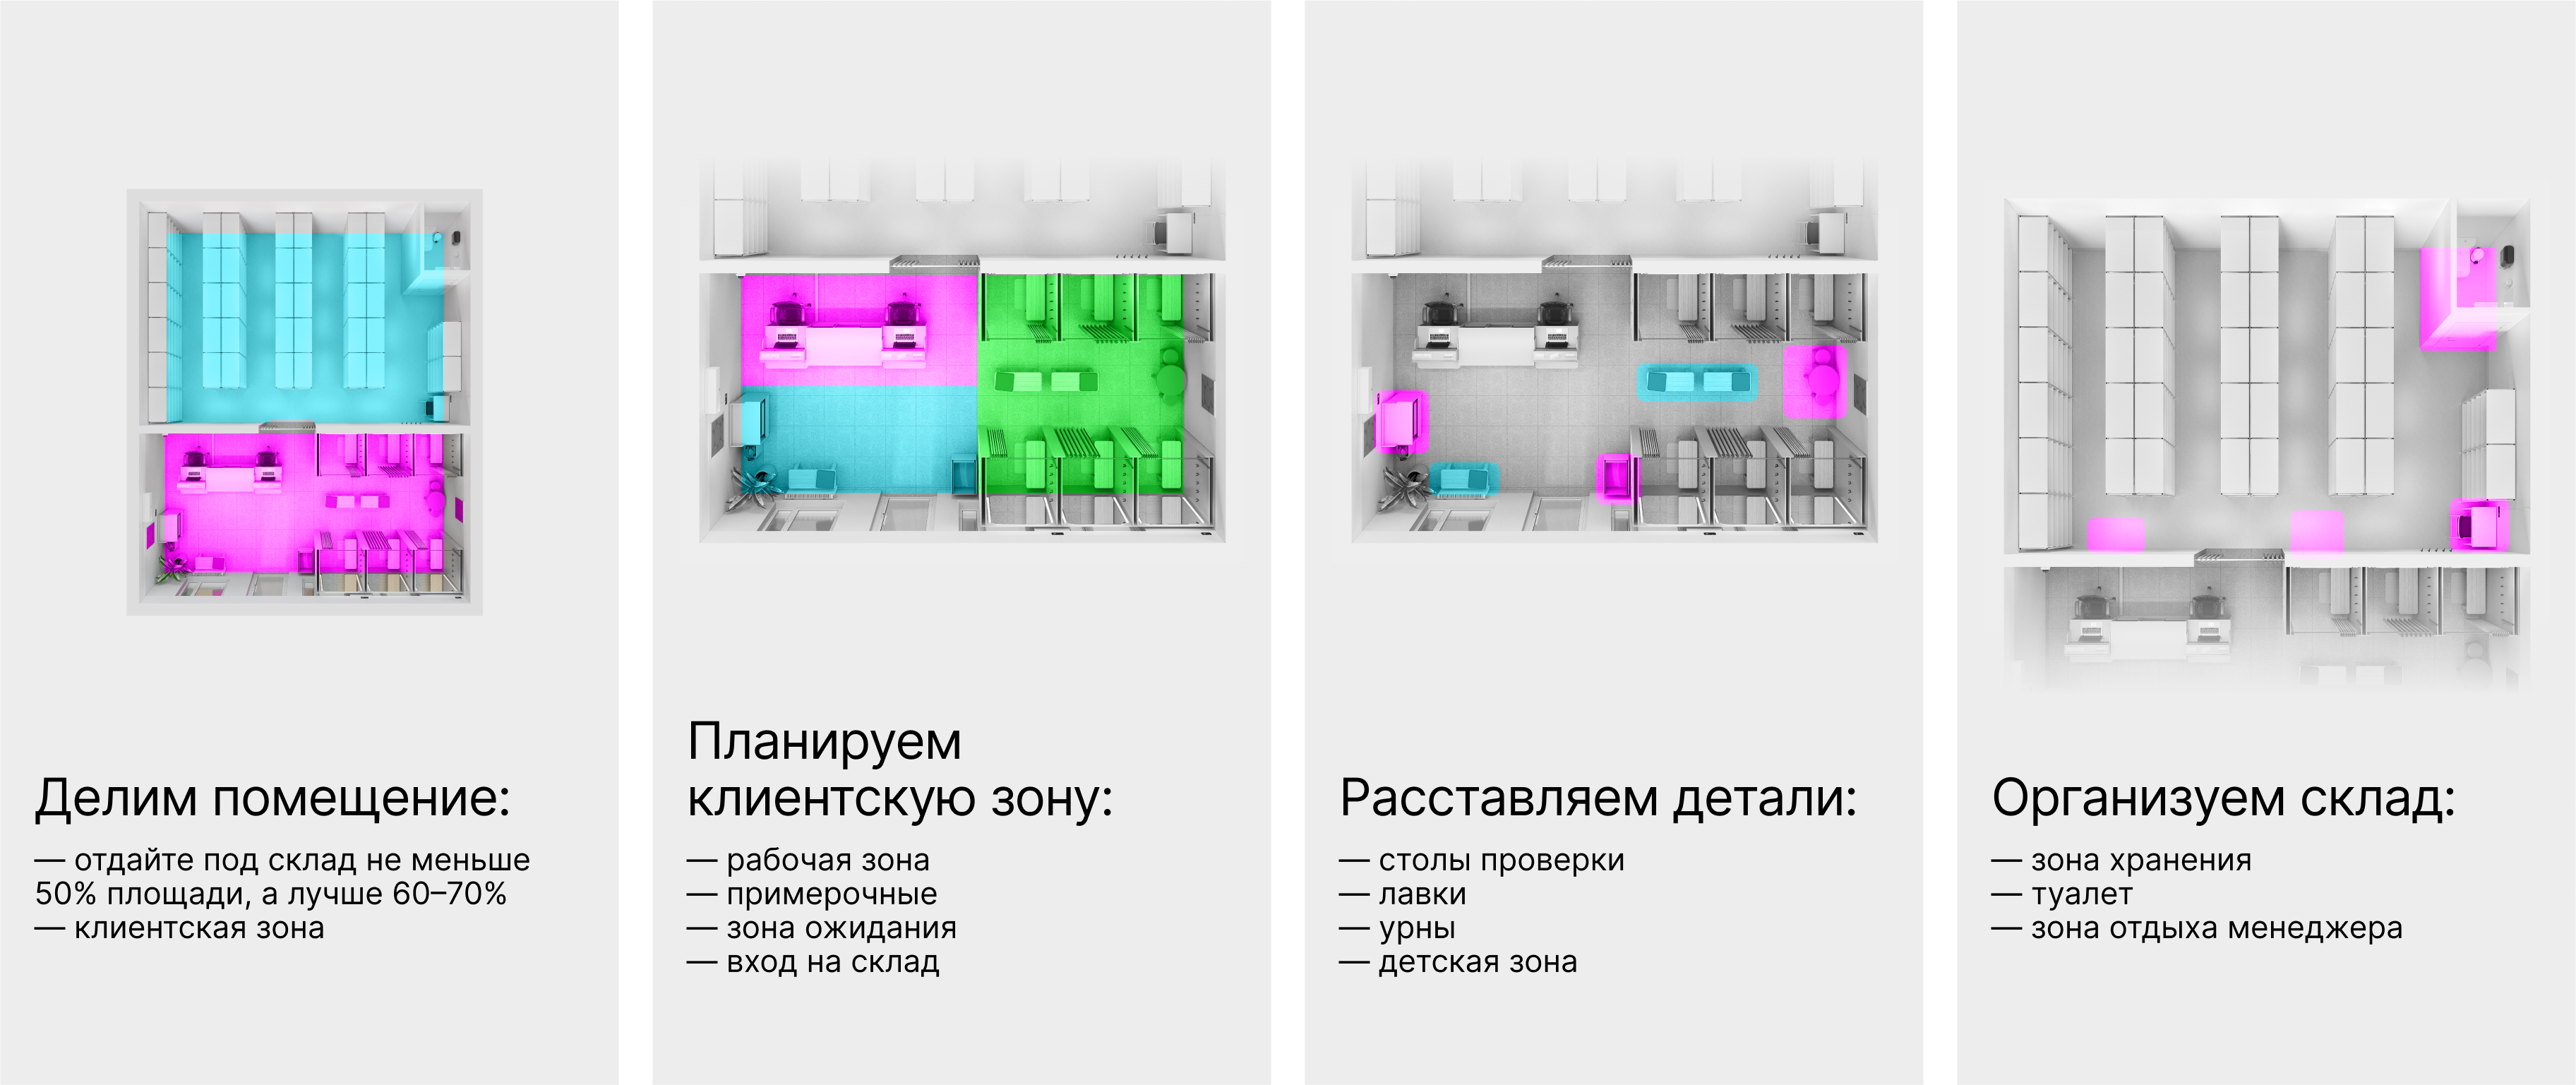 Делим помещение:
— отдайте под склад не меньше
50% площади, а лучше 60–70%
— клиентская зона
Планируем
клиентскую зону:
— рабочая зона
— примерочные
— зона ожидания
— вход на склад
Расставляем детали:
— столы проверки
— лавки
— урны
— детская зона
Организуем склад:
— зона хранения
— туалет
— зона отдыха менеджера